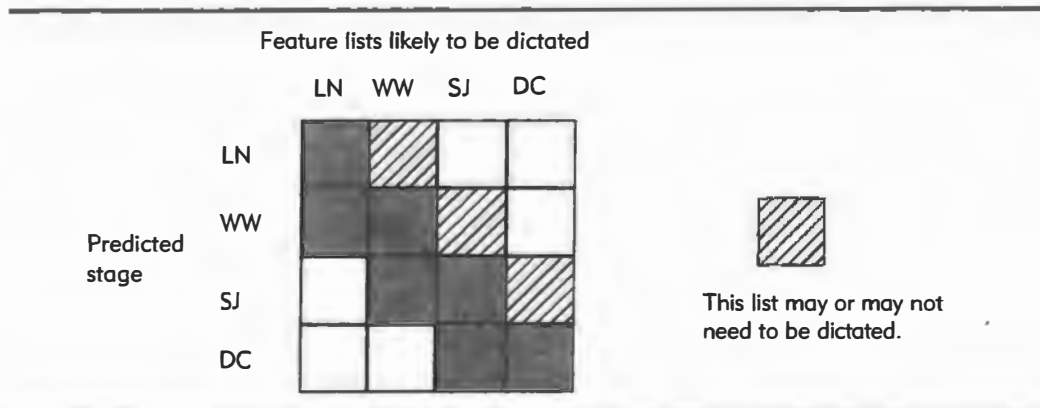 Feature lists likely to be dictated
LN WW SJ DC
LN
WW
Predicted
stage
SJ
DC
This list may or may not
need to be dictated.